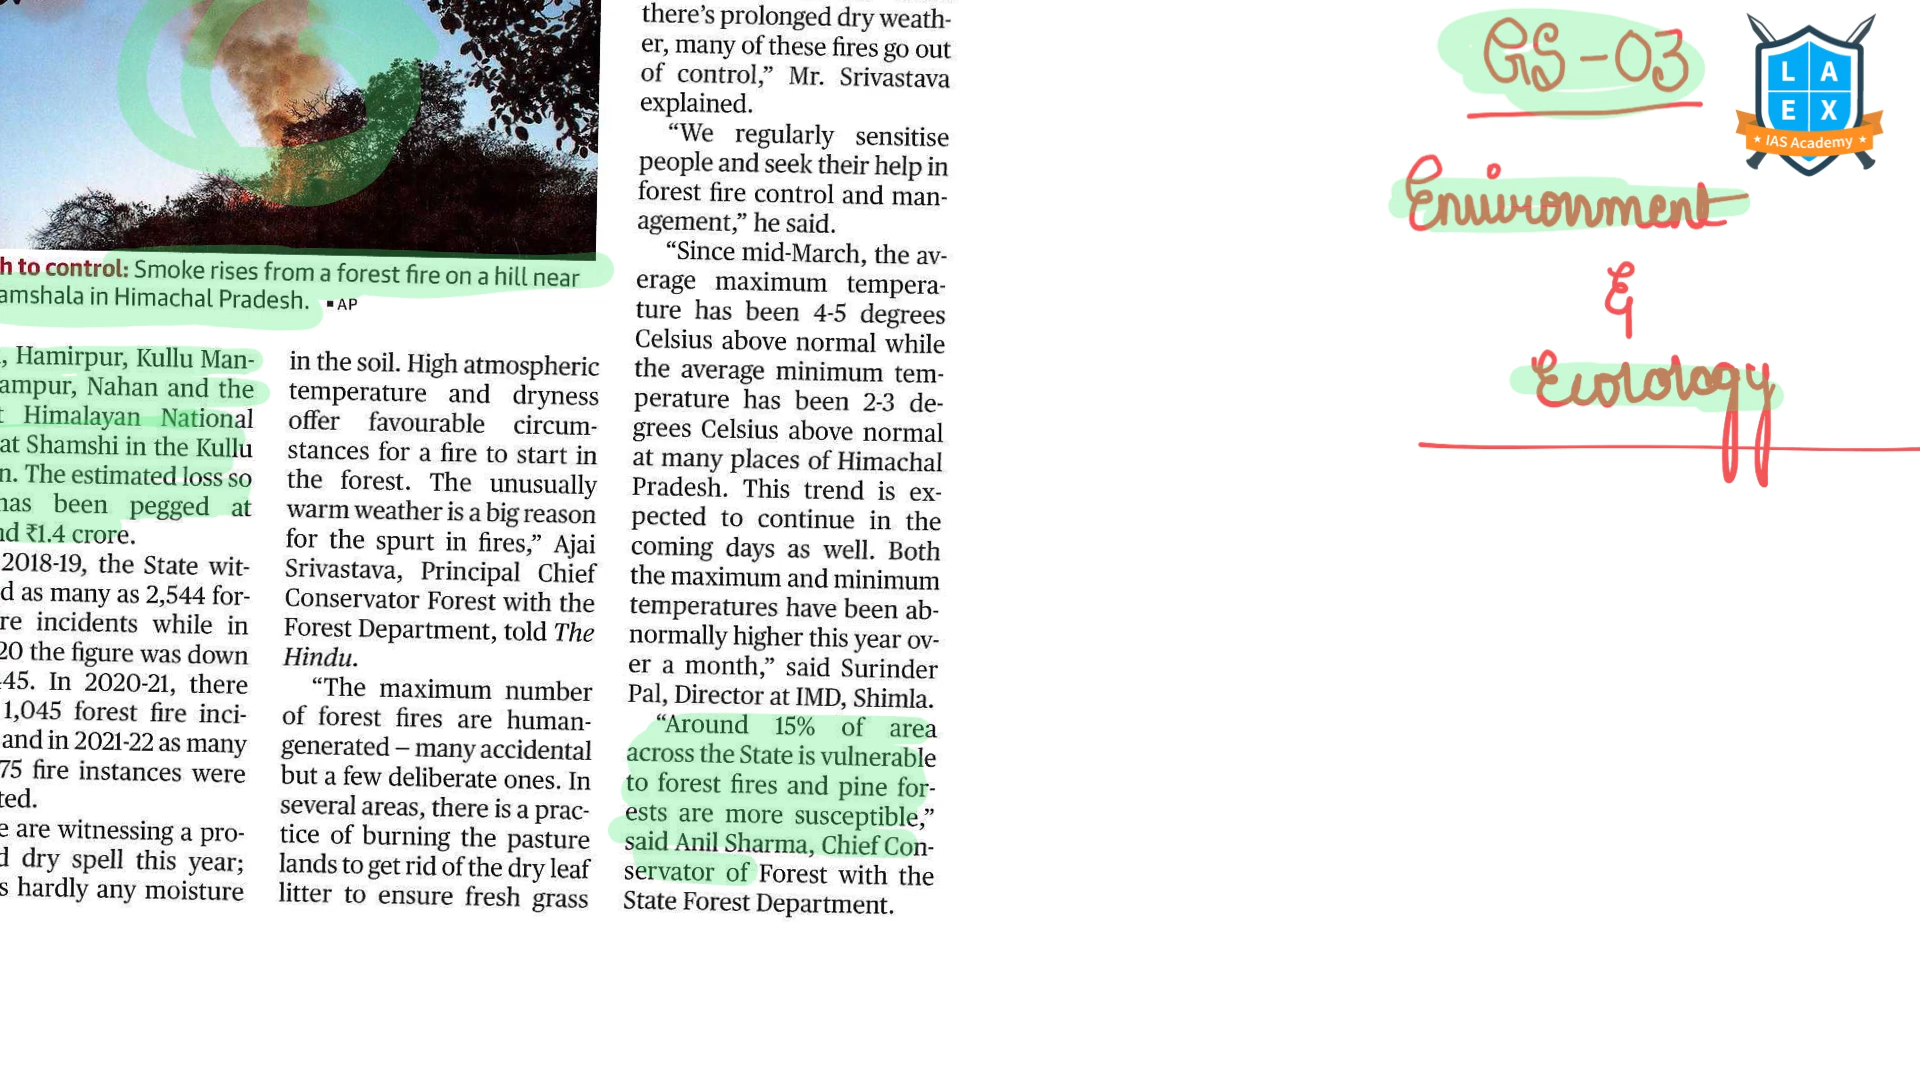 h to control: Smoke rises from a forest fire on a hill near
amshala in Himachal Pradesh. ▪ AP
, Hamirpur, Kullu Man-
ampur, Nahan and the
t Himalayan National
at Shamshi in the Kullu
n. The estimated loss so
has been pegged at
nd ₹1.4 crore.
2018-19, the State wit-
d as many as 2,544 for-
re incidents while in
20 the figure was down
45. In 2020-21, there
1,045 forest fire inci-
and in 2021-22 as many
75 fire instances were
ted.
e are witnessing a pro-
d dry spell this year;
s hardly any moisture
in the soil. High atmospheric
temperature and dryness
offer favourable circum-
stances for a fire to start in
the forest. The unusually
warm weather is a big reason
for the spurt in fires,” Ajai
Srivastava, Principal Chief
Conservator Forest with the
Forest Department, told The
Hindu.
“The maximum number
of forest fires are human-
generated – many accidental
but a few deliberate ones. In
several areas, there is a prac-
tice of burning the pasture
lands to get rid of the dry leaf
litter to ensure fresh grass
there’s prolonged dry weath-
er, many of these fires go out
of control,” Mr. Srivastava
explained.
“We regularly sensitise
people and seek their help in
forest fire control and man-
agement,” he said.
“Since mid-March, the av-
erage maximum tempera-
ture has been 4-5 degrees
Celsius above normal while
the average minimum tem-
perature has been 2-3 de-
grees Celsius above normal
at many places of Himachal
Pradesh. This trend is ex-
pected to continue in the
coming days as well. Both
the maximum and minimum
temperatures have been ab-
normally higher this year ov-
er a month,” said Surinder
Pal, Director at IMD, Shimla.
“Around 15% of area
across the State is vulnerable
to forest fires and pine for-
ests are more susceptible,”
said Anil Sharma, Chief Con-
servator of Forest with the
State Forest Department.
GS-03
Enuironment
&
Ecolology
L A
E X
IAS Academy